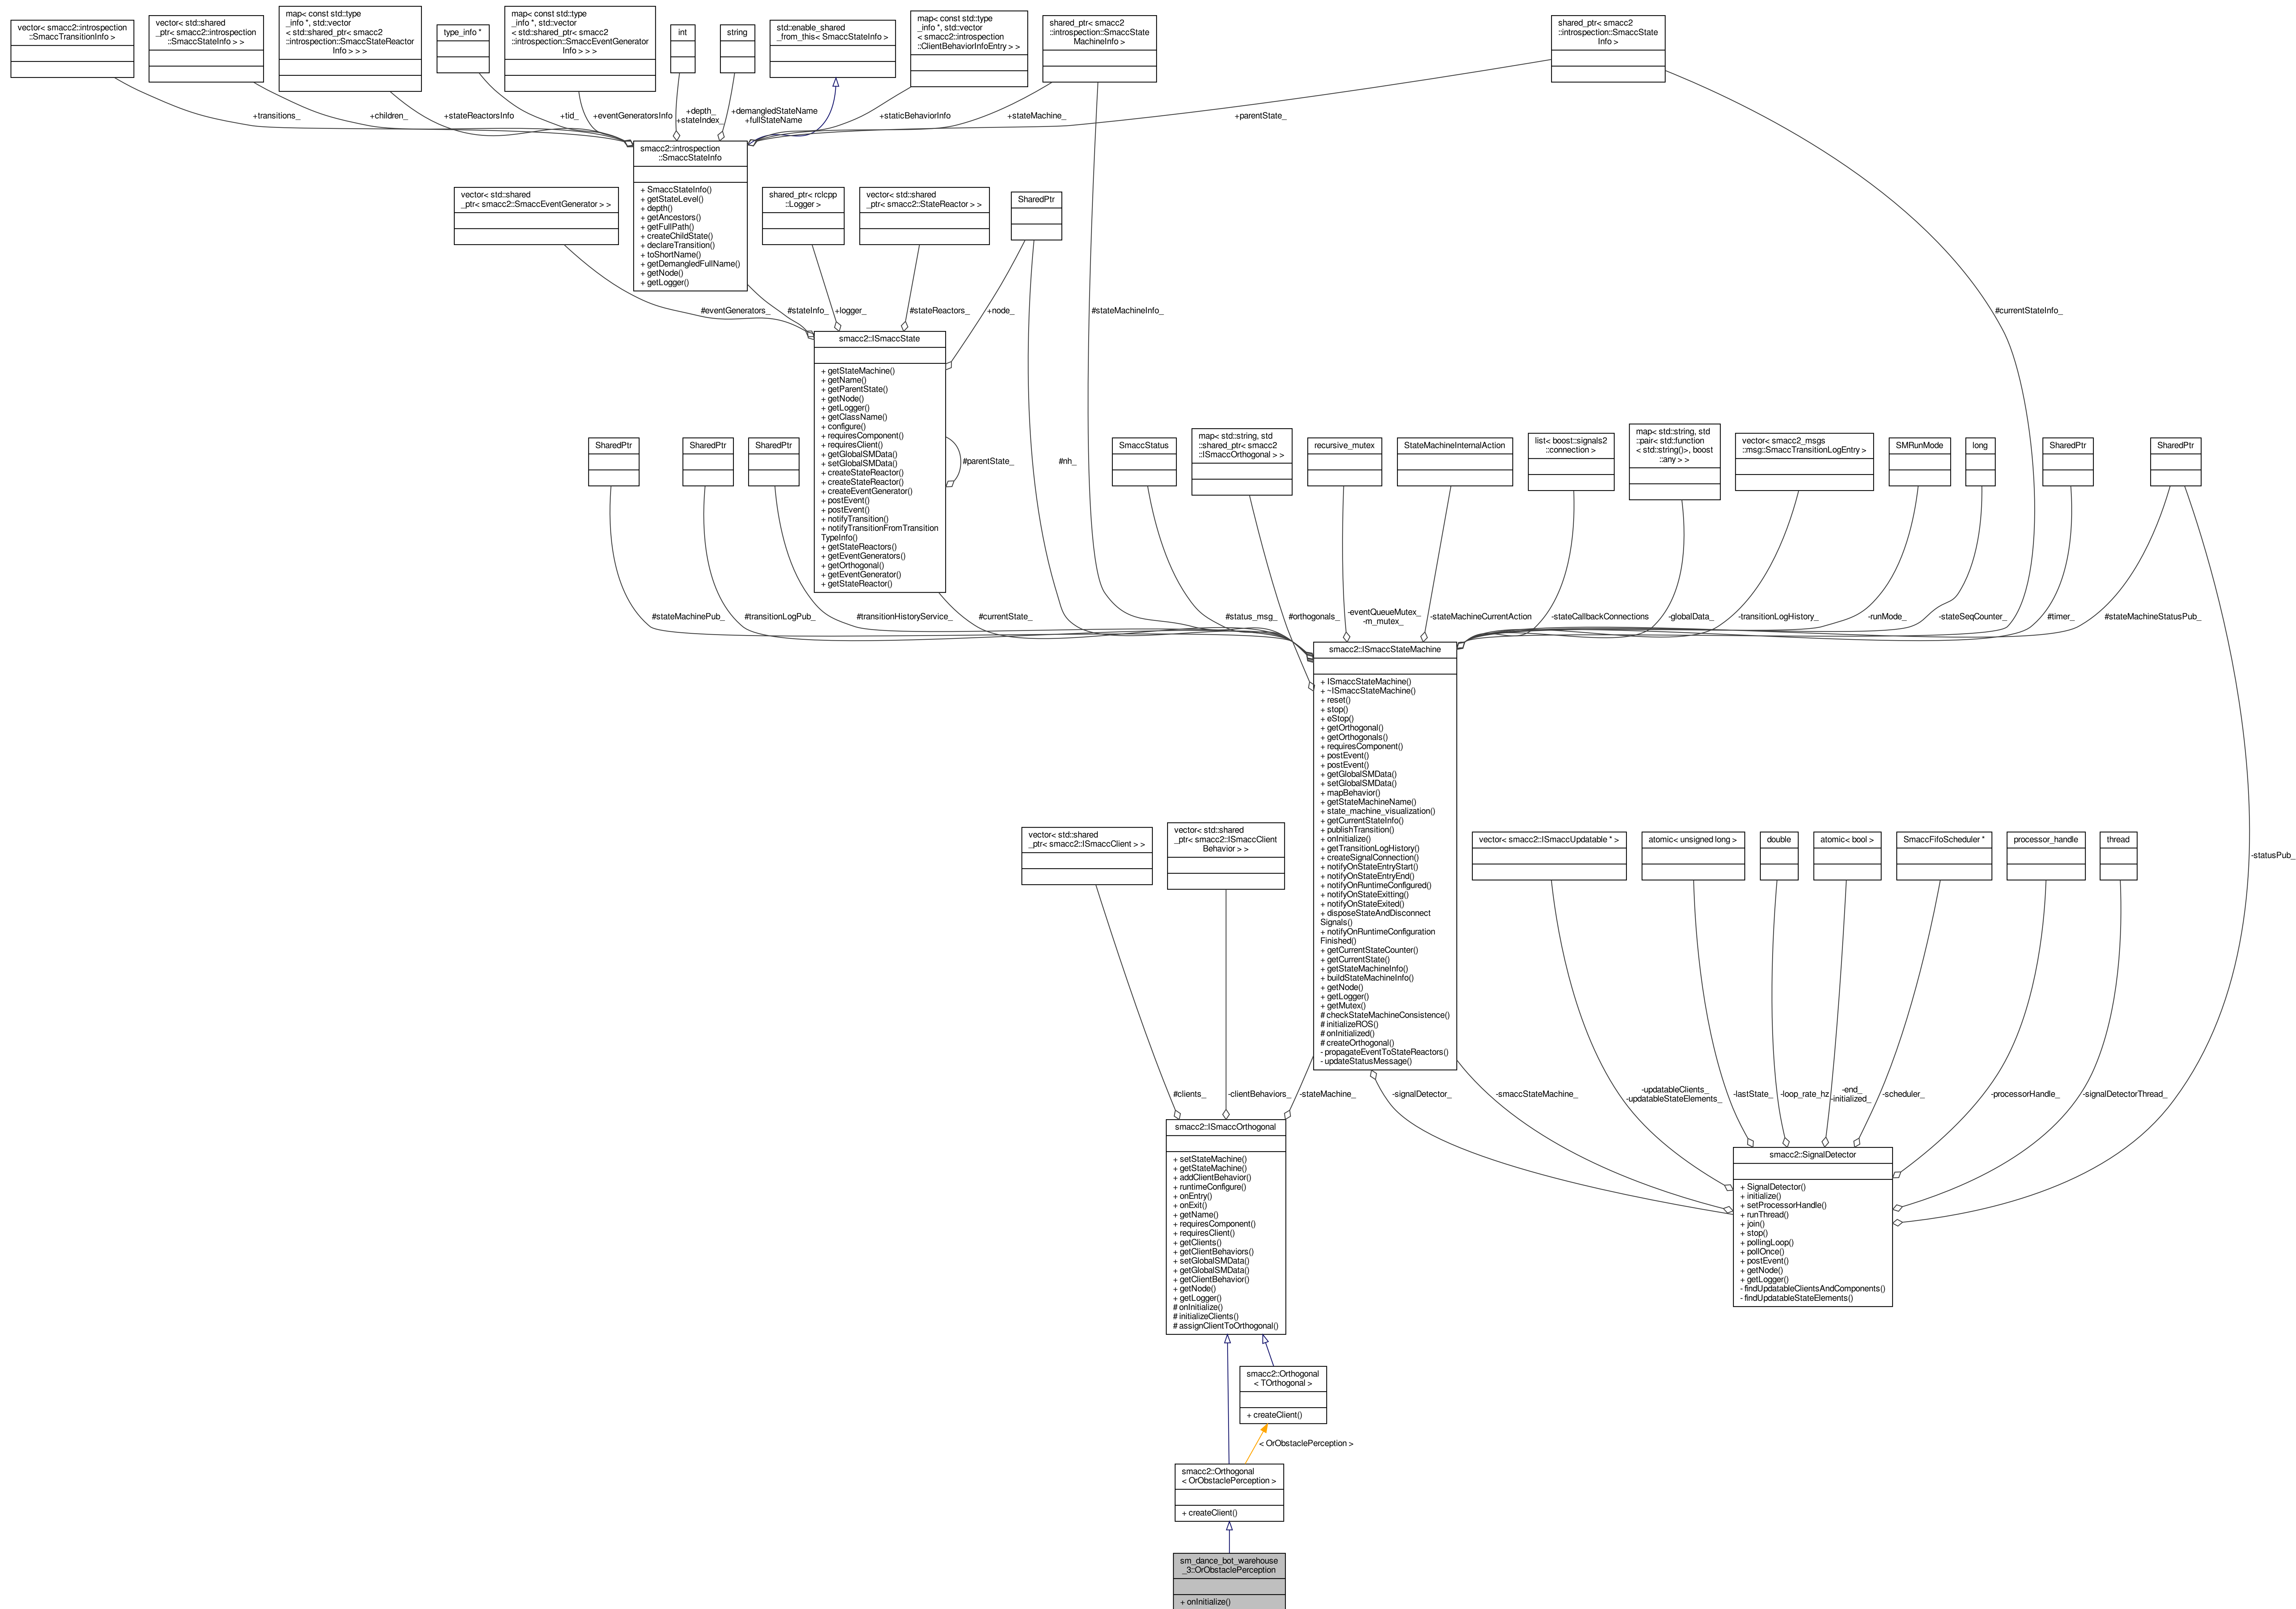 vector< smacc2::introspection
::SmaccTransitionInfo >
vector< std::shared
_ptr< smacc2::introspection
::SmaccStateInfo > >
map< const std::type
_info *, std::vector
< std::shared_ptr< smacc2
::introspection::SmaccStateReactor
Info > > >
type_info *
map< const std::type
_info *, std::vector
< std::shared_ptr< smacc2
::introspection::SmaccEventGenerator
Info > > >
int
string
std::enable_shared
_from_this< SmaccStateInfo >
map< const std::type
_info *, std::vector
< smacc2::introspection
::ClientBehaviorInfoEntry > >
shared_ptr< smacc2
::introspection::SmaccState
MachineInfo >
shared_ptr< smacc2
::introspection::SmaccState
Info >
+transitions_
+children_
+stateReactorsInfo
+tid_
+eventGeneratorsInfo
+depth_
+stateIndex_
+demangledStateName
+fullStateName
+staticBehaviorInfo
+stateMachine_
+parentState_
smacc2::introspection
::SmaccStateInfo
+ SmaccStateInfo()
+ getStateLevel()
+ depth()
+ getAncestors()
+ getFullPath()
+ createChildState()
+ declareTransition()
+ toShortName()
+ getDemangledFullName()
+ getNode()
+ getLogger()
vector< std::shared
_ptr< smacc2::SmaccEventGenerator > >
shared_ptr< rclcpp
::Logger >
vector< std::shared
_ptr< smacc2::StateReactor > >
SharedPtr
#eventGenerators_
#stateInfo_
+logger_
#stateReactors_
+node_
#stateMachineInfo_
#currentStateInfo_
smacc2::ISmaccState
+ getStateMachine()
+ getName()
+ getParentState()
+ getNode()
+ getLogger()
+ getClassName()
+ configure()
+ requiresComponent()
+ requiresClient()
+ getGlobalSMData()
+ setGlobalSMData()
+ createStateReactor()
+ createStateReactor()
+ createEventGenerator()
+ postEvent()
+ postEvent()
+ notifyTransition()
+ notifyTransitionFromTransition
TypeInfo()
+ getStateReactors()
+ getEventGenerators()
+ getOrthogonal()
+ getEventGenerator()
+ getStateReactor()
#parentState_
#nh_
SharedPtr
SharedPtr
SharedPtr
SmaccStatus
map< std::string, std
::shared_ptr< smacc2
::ISmaccOrthogonal > >
recursive_mutex
StateMachineInternalAction
list< boost::signals2
::connection >
map< std::string, std
::pair< std::function
< std::string()>, boost
::any > >
vector< smacc2_msgs
::msg::SmaccTransitionLogEntry >
SMRunMode
long
SharedPtr
SharedPtr
#stateMachinePub_
#transitionLogPub_
#transitionHistoryService_
#currentState_
#status_msg_
#orthogonals_
-eventQueueMutex_
-m_mutex_
-stateMachineCurrentAction
-stateCallbackConnections
-globalData_
-transitionLogHistory_
-runMode_
-stateSeqCounter_
#timer_
#stateMachineStatusPub_
smacc2::ISmaccStateMachine
+ ISmaccStateMachine()
+ ~ISmaccStateMachine()
+ reset()
+ stop()
+ eStop()
+ getOrthogonal()
+ getOrthogonals()
+ requiresComponent()
+ postEvent()
+ postEvent()
+ getGlobalSMData()
+ setGlobalSMData()
+ mapBehavior()
+ getStateMachineName()
+ state_machine_visualization()
+ getCurrentStateInfo()
+ publishTransition()
+ onInitialize()
+ getTransitionLogHistory()
+ createSignalConnection()
+ notifyOnStateEntryStart()
+ notifyOnStateEntryEnd()
+ notifyOnRuntimeConfigured()
+ notifyOnStateExitting()
+ notifyOnStateExited()
+ disposeStateAndDisconnect
Signals()
+ notifyOnRuntimeConfiguration
Finished()
+ getCurrentStateCounter()
+ getCurrentState()
+ getStateMachineInfo()
+ buildStateMachineInfo()
+ getNode()
+ getLogger()
+ getMutex()
# checkStateMachineConsistence()
# initializeROS()
# onInitialized()
# createOrthogonal()
- propagateEventToStateReactors()
- updateStatusMessage()
vector< std::shared
_ptr< smacc2::ISmaccClient > >
vector< std::shared
_ptr< smacc2::ISmaccClient
Behavior > >
vector< smacc2::ISmaccUpdatable * >
atomic< unsigned long >
double
atomic< bool >
SmaccFifoScheduler *
processor_handle
thread
-statusPub_
#clients_
-clientBehaviors_
-stateMachine_
-signalDetector_
-smaccStateMachine_
-updatableClients_
-updatableStateElements_
-lastState_
-loop_rate_hz
-end_
-initialized_
-scheduler_
-processorHandle_
-signalDetectorThread_
smacc2::ISmaccOrthogonal
+ setStateMachine()
+ getStateMachine()
+ addClientBehavior()
+ runtimeConfigure()
+ onEntry()
+ onExit()
+ getName()
+ requiresComponent()
+ requiresClient()
+ getClients()
+ getClientBehaviors()
+ setGlobalSMData()
+ getGlobalSMData()
+ getClientBehavior()
+ getNode()
+ getLogger()
# onInitialize()
# initializeClients()
# assignClientToOrthogonal()
smacc2::SignalDetector
+ SignalDetector()
+ initialize()
+ setProcessorHandle()
+ runThread()
+ join()
+ stop()
+ pollingLoop()
+ pollOnce()
+ postEvent()
+ getNode()
+ getLogger()
- findUpdatableClientsAndComponents()
- findUpdatableStateElements()
smacc2::Orthogonal
< TOrthogonal >
+ createClient()
< OrObstaclePerception >
smacc2::Orthogonal
< OrObstaclePerception >
+ createClient()
sm_dance_bot_warehouse
_3::OrObstaclePerception
+ onInitialize()